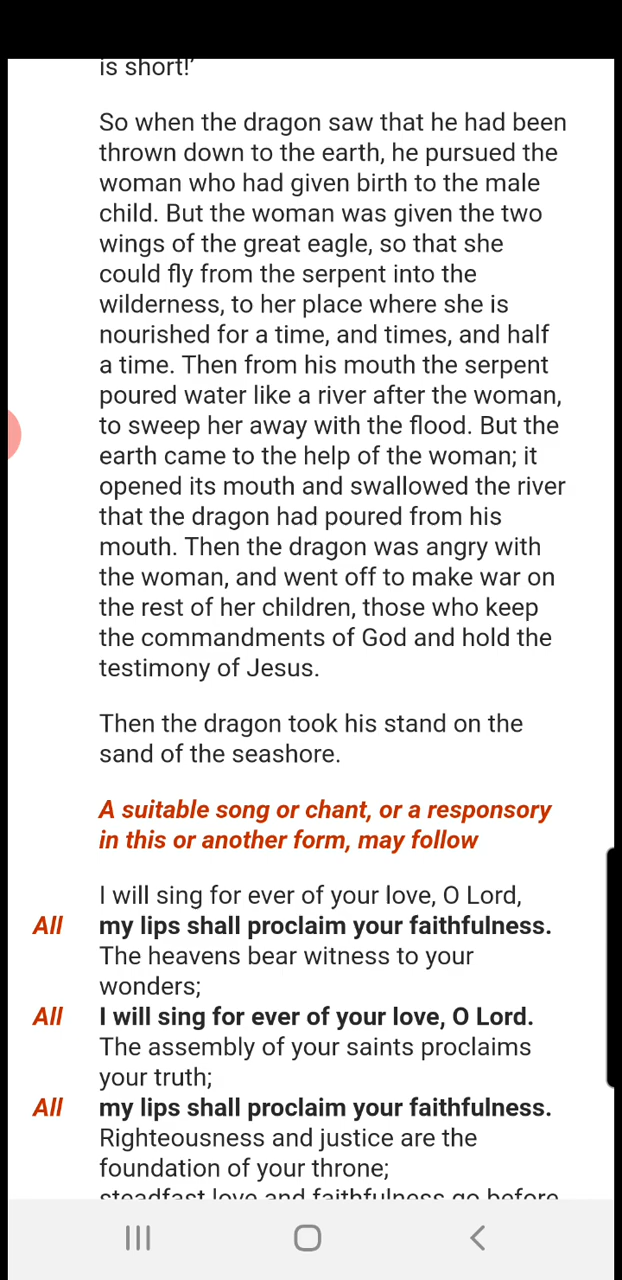 is short!’
So when the dragon saw that he had been
thrown down to the earth, he pursued the
woman who had given birth to the male
child. But the woman was given the two
wings of the great eagle, so that she
could fly from the serpent into the
wilderness, to her place where she is
nourished for a time, and times, and half
a time. Then from his mouth the serpent
poured water like a river after the woman,
to sweep her away with the flood. But the
earth came to the help of the woman; it
opened its mouth and swallowed the river
that the dragon had poured from his
mouth. Then the dragon was angry with
the woman, and went off to make war on
the rest of her children, those who keep
the commandments of God and hold the
testimony of Jesus.
Then the dragon took his stand on the
sand of the seashore.
A suitable song or chant, or a responsory
in this or another form, may follow
I will sing for ever of your love, O Lord,
All my lips shall proclaim your faithfulness.
The heavens bear witness to your
wonders;
All I will sing for ever of your love, O Lord.
The assembly of your saints proclaims
your truth;
All my lips shall proclaim your faithfulness.
Righteousness and justice are the
foundation of your throne;
steadfast love and faithfulness go before